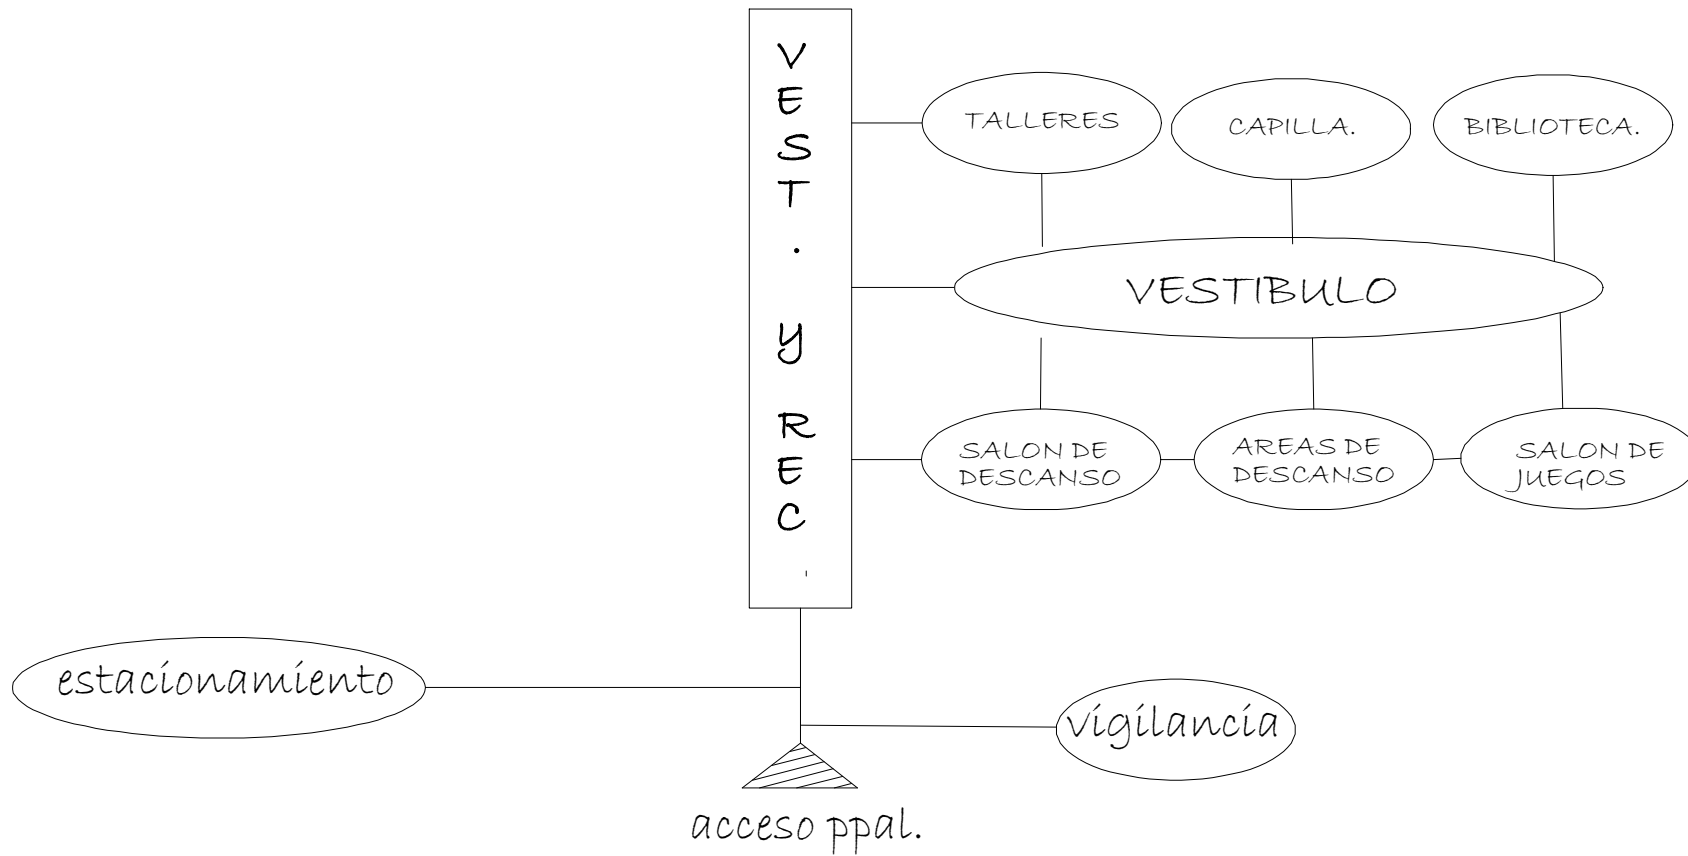 VEST. Y REC.
TALLERES
CAPILLA.
BIBLIOTECA.
VESTIBULO
SALON DE
DESCANSO
AREAS DE
DESCANSO
SALON DE
JUEGOS
estacionamiento
vigilancia
acceso ppal.